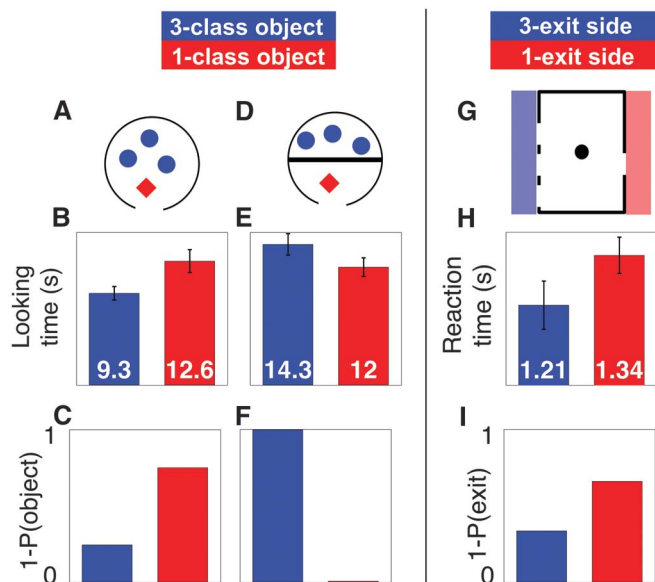 3-class object
1-class object
3-exit side
1-exit side
A
D
G
B
E
H
Looking
time (s)
9.3
12.6
14.3
12
Reaction
time (s)
1.21
1.34
C
F
I
1
1-P(object)
0
1
1-P(exit)
0